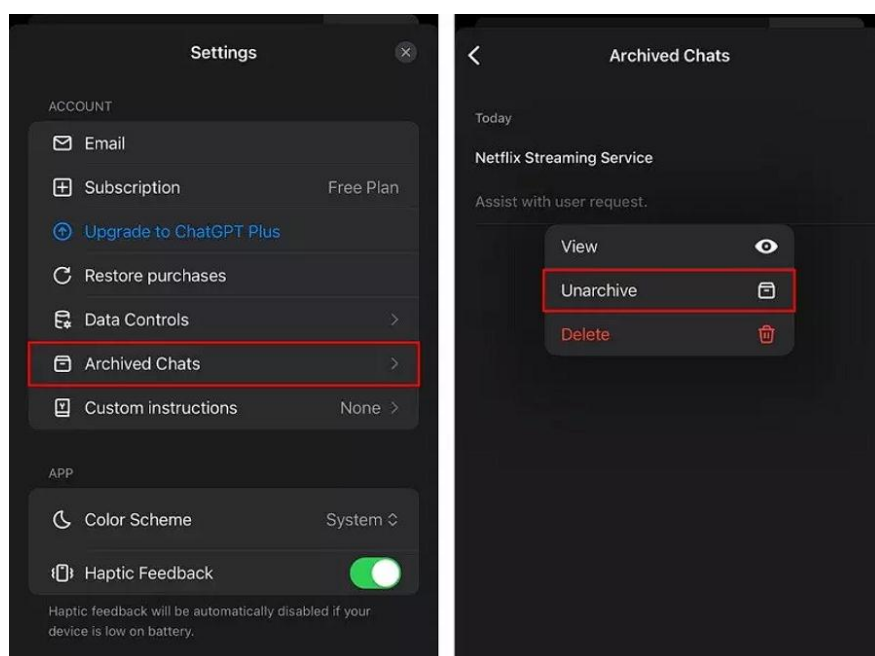 Settings
ACCOUNT
Email
Subscription Free Plan
Upgrade to ChatGPT Plus
Restore purchases
Data Controls
Archived Chats
Custom instructions None
APP
Color Scheme System
Haptic Feedback
Haptic feedback will be automatically disabled if your
device is low on battery.
Archived Chats
Today
Netflix Streaming Service
Assist with user request.
View
Unarchive
Delete